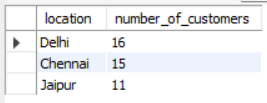 location number_of_customers
Delhi 16
Chennai 15
Jaipur 11